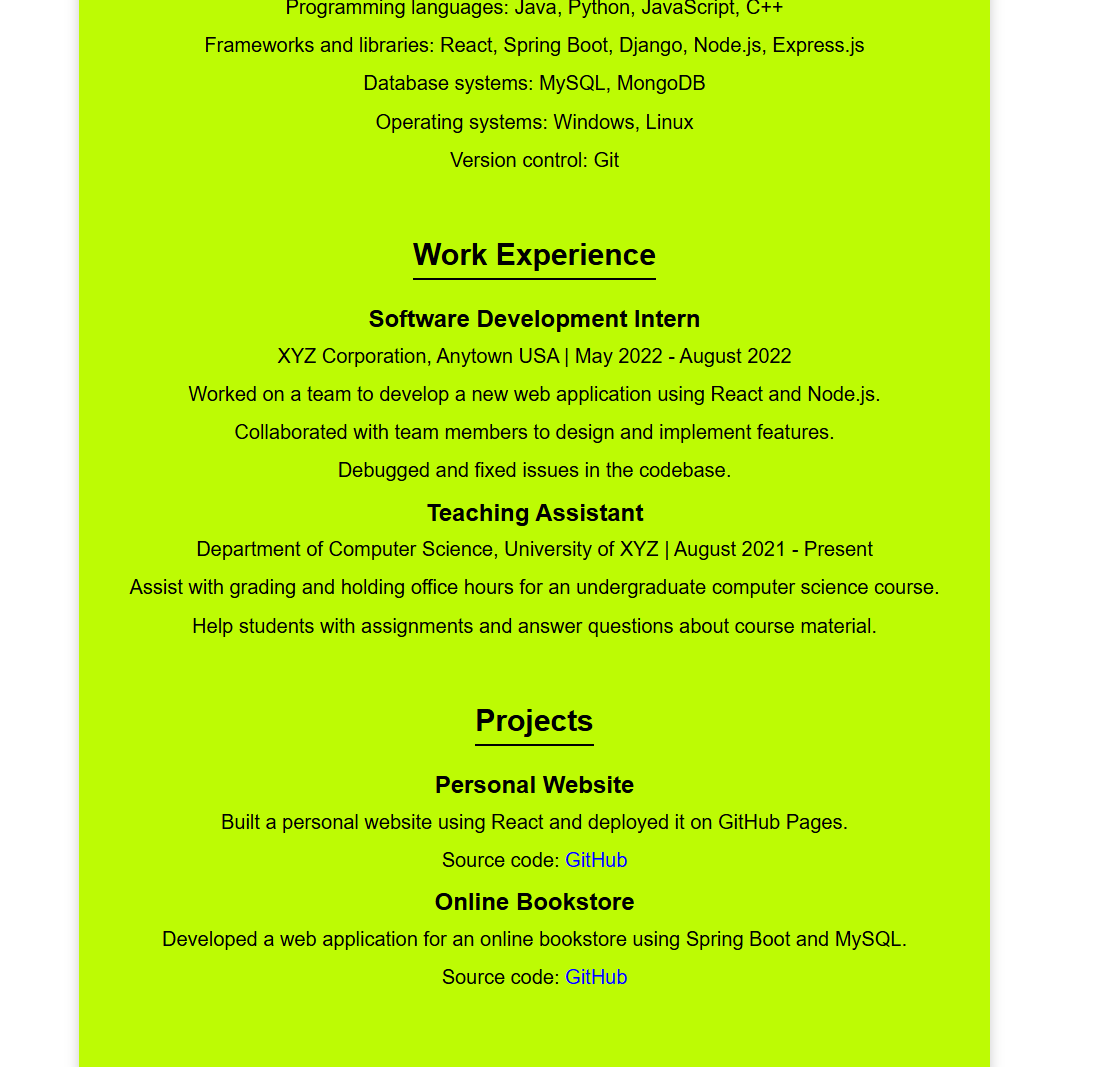 Programming languages: Java, Python, JavaScript, C++
Frameworks and libraries: React, Spring Boot, Django, Node.js, Express.js
Database systems: MySQL, MongoDB
Operating systems: Windows, Linux
Version control: Git
Work Experience
Software Development Intern
XYZ Corporation, Anytown USA | May 2022 - August 2022
Worked on a team to develop a new web application using React and Node.js.
Collaborated with team members to design and implement features.
Debugged and fixed issues in the codebase.
Teaching Assistant
Department of Computer Science, University of XYZ | August 2021 - Present
Assist with grading and holding office hours for an undergraduate computer science course.
Help students with assignments and answer questions about course material.
Projects
Personal Website
Built a personal website using React and deployed it on GitHub Pages.
Source code: GitHub
Online Bookstore
Developed a web application for an online bookstore using Spring Boot and MySQL.
Source code: GitHub